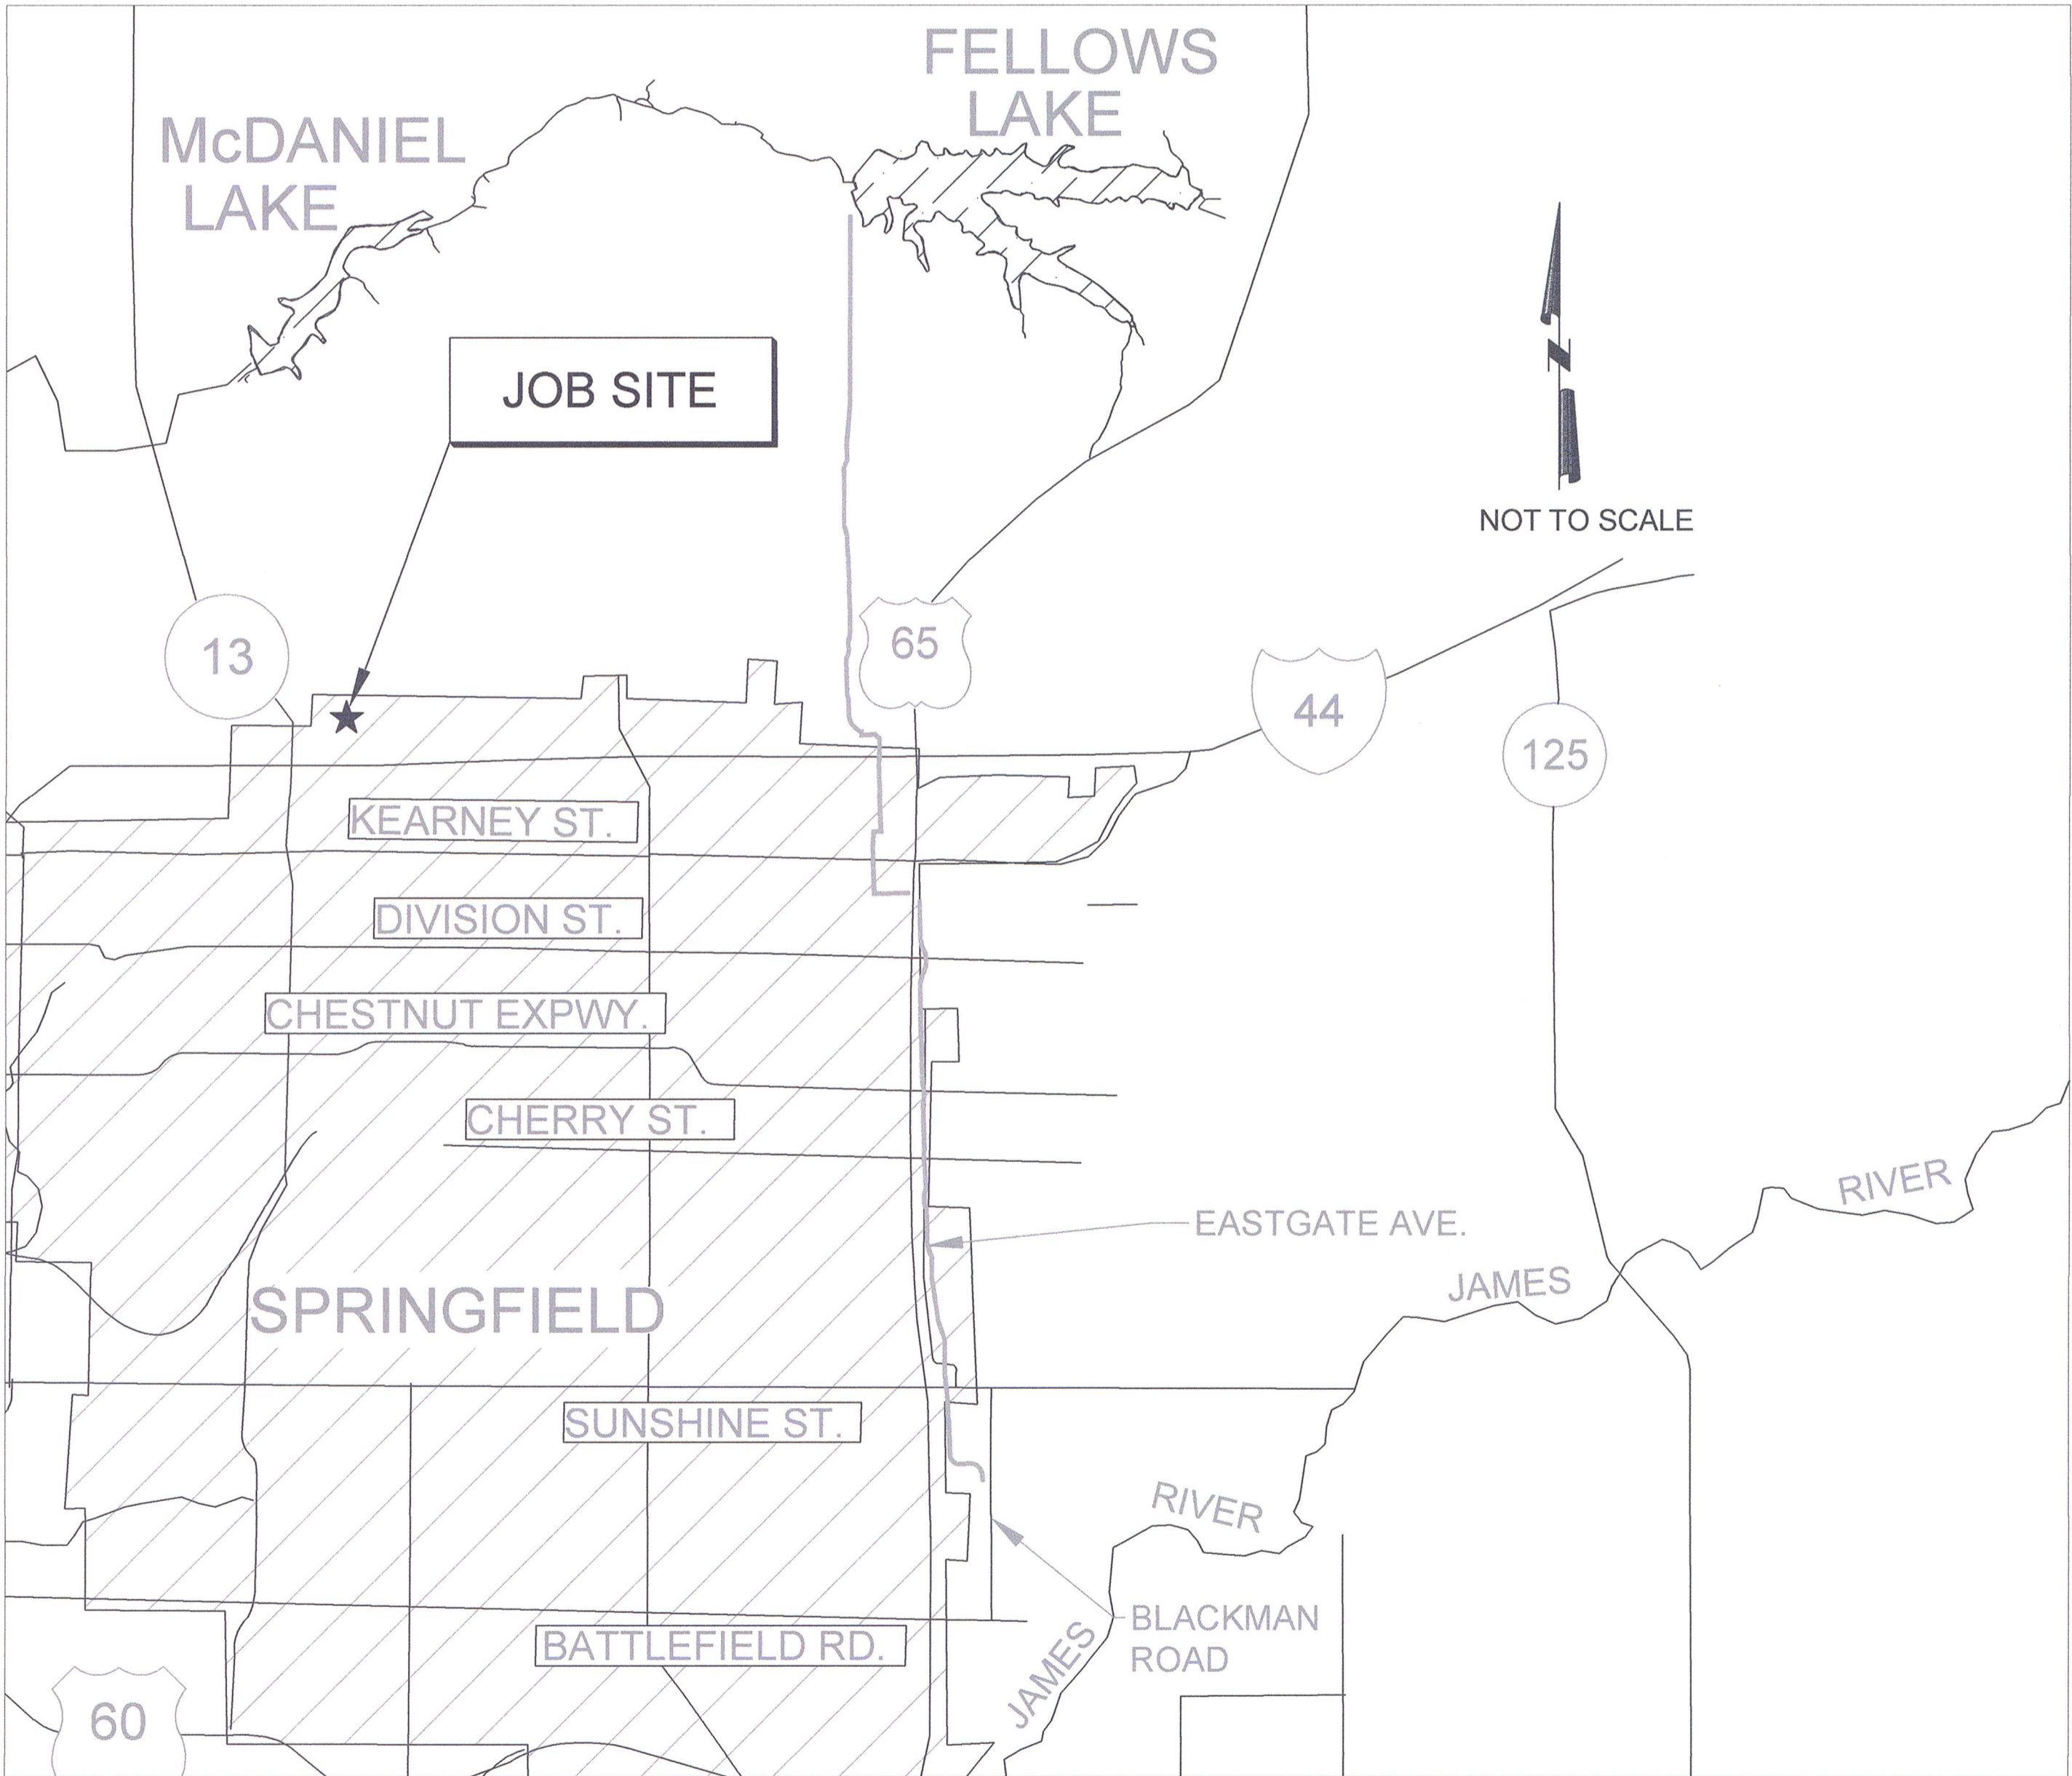 FELLOWS
LAKE
McDANIEL
LAKE
JOB SITE
N
NOT TO SCALE
13
65
44
125
KEARNEY ST.
DIVISION ST.
CHESTNUT EXPWY.
CHERRY ST.
RIVER
EASTGATE AVE.
JAMES
SPRINGFIELD
SUNSHINE ST.
RIVER
BLACKMAN
ROAD
BATTLEFIELD RD.
JAMES
60